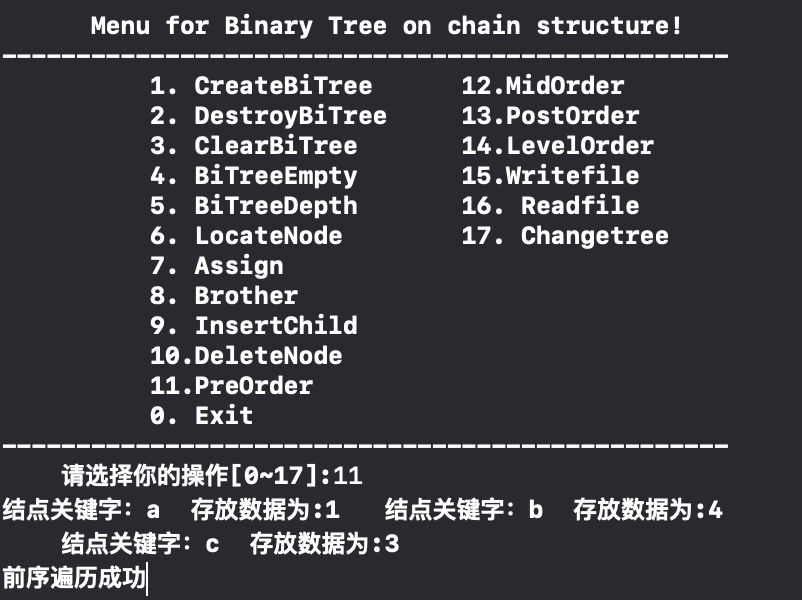 Menu for Binary Tree on chain structure!
-------------------------------------------------
1. CreateBiTree 12.MidOrder
2. DestroyBiTree 13.PostOrder
3. ClearBiTree 14.LevelOrder
4. BiTreeEmpty 15.Writefile
5. BiTreeDepth 16. Readfile
6. LocateNode 17. Changetree
7. Assign
8. Brother
9. InsertChild
10.DeleteNode
11.PreOrder
0. Exit
-------------------------------------------------
请选择你的操作[0~17]:11
结点关键字：a 存放数据为:1 结点关键字：b 存放数据为:4
结点关键字：c 存放数据为:3
前序遍历成功